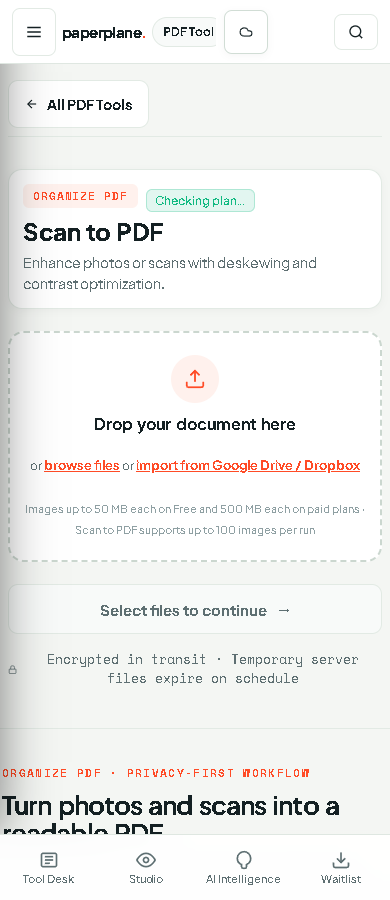 paperplane.
PDF Tool
All PDF Tools
ORGANIZE PDF
Checking plan...
Scan to PDF
Enhance photos or scans with deskewing and
contrast optimization.
Drop your document here
or browse files or import from Google Drive / Dropbox
Images up to 50 MB each on Free and 500 MB each on paid plans ·
Scan to PDF supports up to 100 images per run
Select files to continue →
Encrypted in transit · Temporary server
files expire on schedule
ORGANIZE PDF · PRIVACY-FIRST WORKFLOW
Turn photos and scans into a
readable PDF
Tool Desk
Studio
AI Intelligence
Waitlist